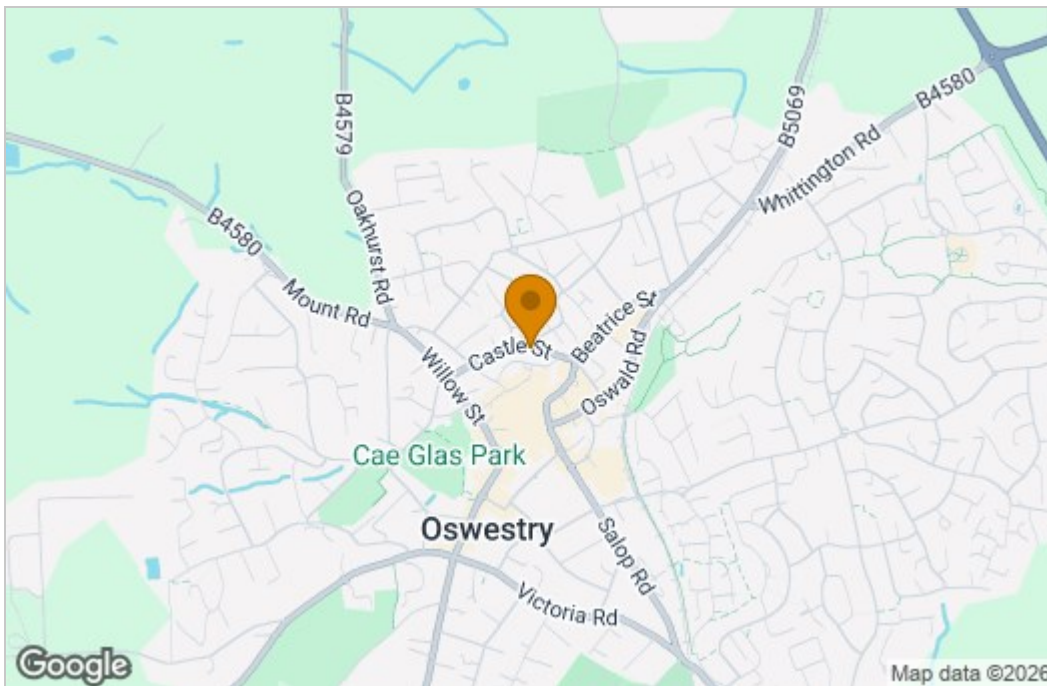 B4579
B5069
B4580
Whittington Rd
B4580
Oakhurst Rd
Mount Rd
Beatrice St
Castle St
Willow St
Oswald Rd
Cae Glas Park
Oswestry
Salop Rd
Victoria Rd
Google
Map data ©2026